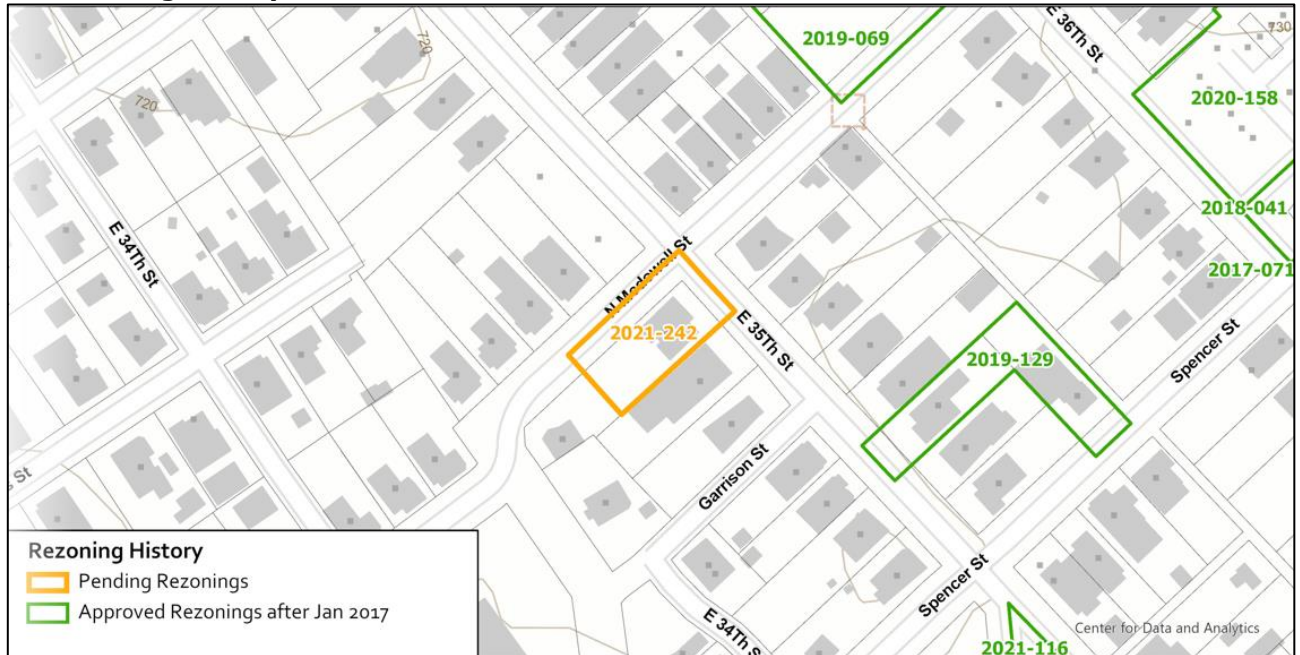 2019-069
E 36Th St
730
720
720
2020-158
2018-041
2017-071
E 34Th St
N Mcdowell St
2021-242
E 35Th St
2019-129
Spencer St
Garrison St
s St
Spencer St
E 34Th S
2021-116
Rezoning History
Pending Rezonings
Approved Rezonings after Jan 2017
Center for Data and Analytics